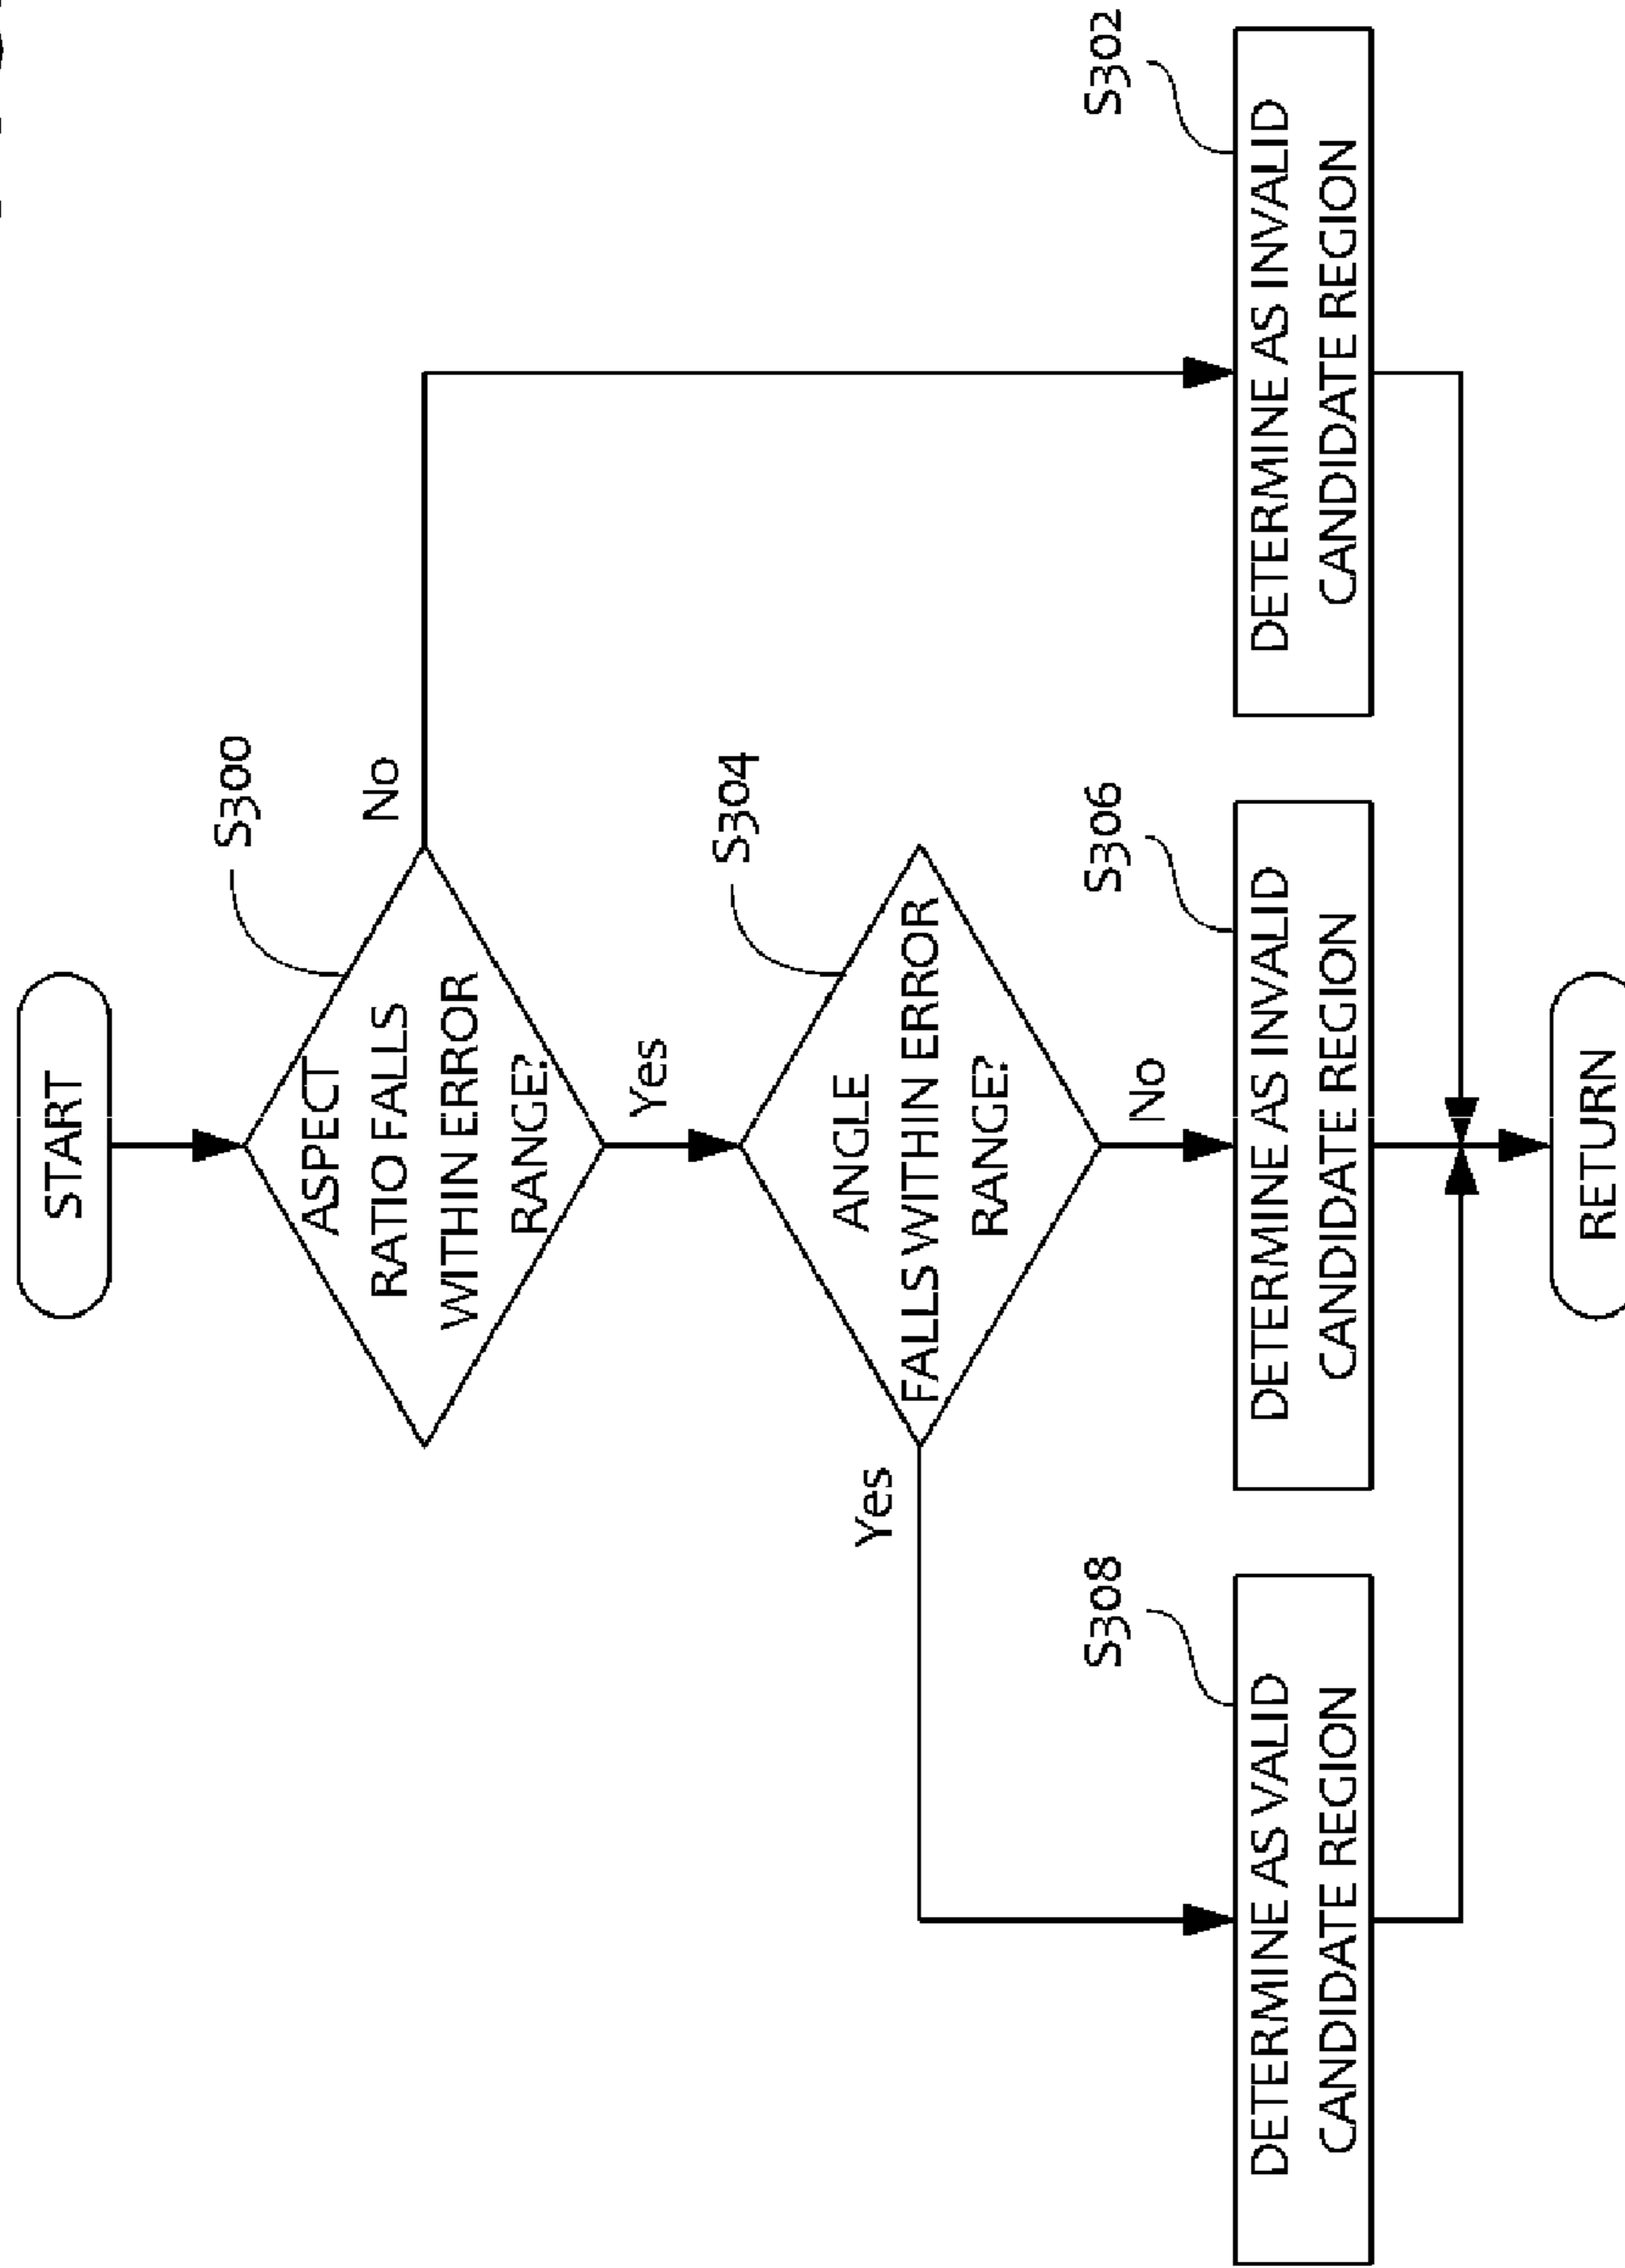 START
S300
ASPECT
RATIO FALLS
WITHIN ERROR
RANGE?
No
Yes
S304
ANGLE
FALLS WITHIN ERROR
RANGE?
Yes
No
S308
DETERMINE AS VALID
CANDIDATE REGION
S306
DETERMINE AS INVALID
CANDIDATE REGION
S302
DETERMINE AS INVALID
CANDIDATE REGION
RETURN